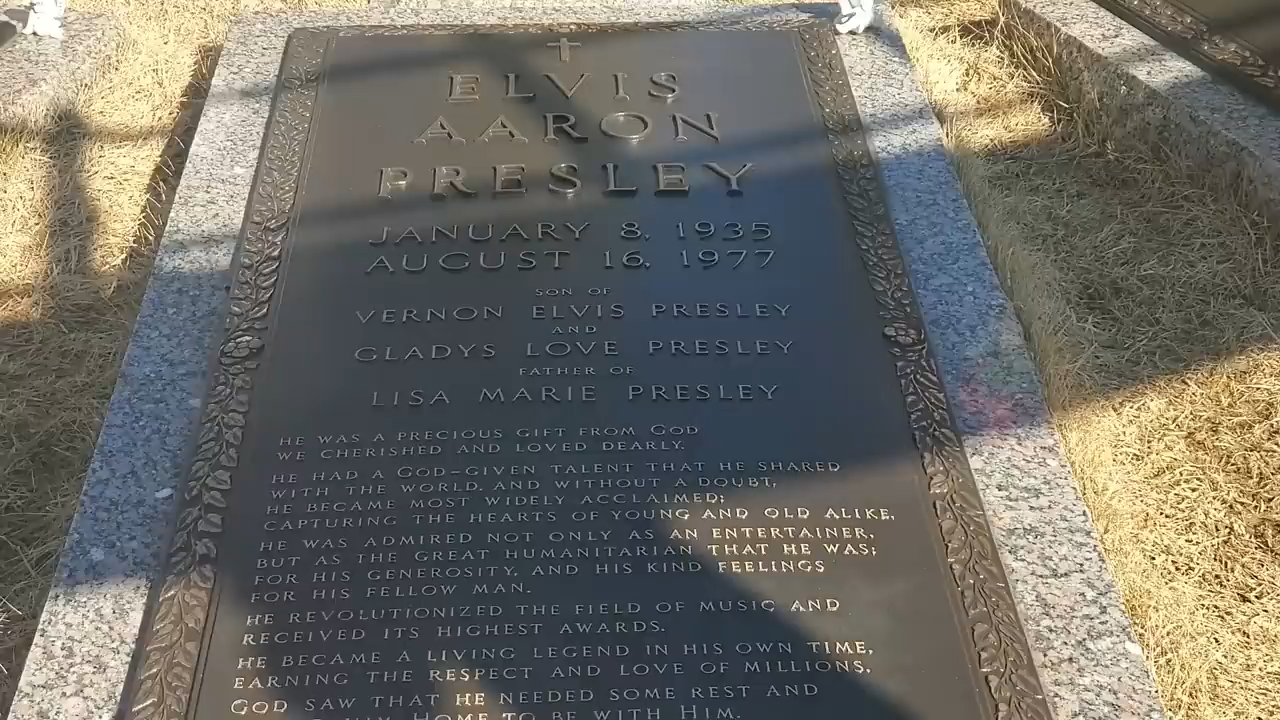 ELVIS
AARON
PRESLEY
JANUARY 8, 1935
AUGUST 16, 1977
SON OF
VERNON ELVIS PRESLEY
AND
GLADYS LOVE PRESLEY
FATHER OF
LISA MARIE PRESLEY
HE WAS A PRECIOUS GIFT FROM GOD
WE CHERISHED AND LOVED DEARLY.
HE HAD A GOD-GIVEN TALENT THAT HE SHARED
WITH THE WORLD. AND WITHOUT A DOUBT,
HE BECAME MOST WIDELY ACCLAIMED;
CAPTURING THE HEARTS OF YOUNG AND OLD ALIKE,
HE WAS ADMIRED NOT ONLY AS AN ENTERTAINER,
BUT AS THE GREAT HUMANITARIAN THAT HE WAS;
FOR HIS GENEROSITY, AND HIS KIND FEELINGS
FOR HIS FELLOW MAN.
HE REVOLUTIONIZED THE FIELD OF MUSIC AND
RECEIVED ITS HIGHEST AWARDS.
HE BECAME A LIVING LEGEND IN HIS OWN TIME,
EARNING THE RESPECT AND LOVE OF MILLIONS,
GOD SAW THAT HE NEEDED SOME REST AND
HOME TO BE WITH HIM.